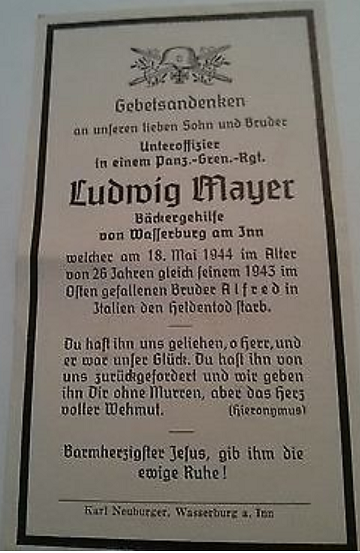 Gebetsandenken
an unseren lieben Sohn und Bruder
Unteroffizier
in einem Panz.-Gren.-Rgt.
Ludwig Mayer
Bäckergehilfe
von Wasserburg am Inn
welcher am 18. Mai 1944 im Alter
von 26 Jahren gleich seinem 1943 im
Osten gefallenen Bruder Alfred in
Italien den Heldentod starb.
Du hast ihn uns geliehen, o Herr, und
er war unser Glück. Du hast ihn von
uns zurückgefordert und wir geben
ihn Dir ohne Murren, aber das Herz
voller Wehmut. (Hieronymus)
Barmherzigster Jesus, gib ihm die
ewige Ruhe!
Karl Neuburger, Wasserburg a. Inn